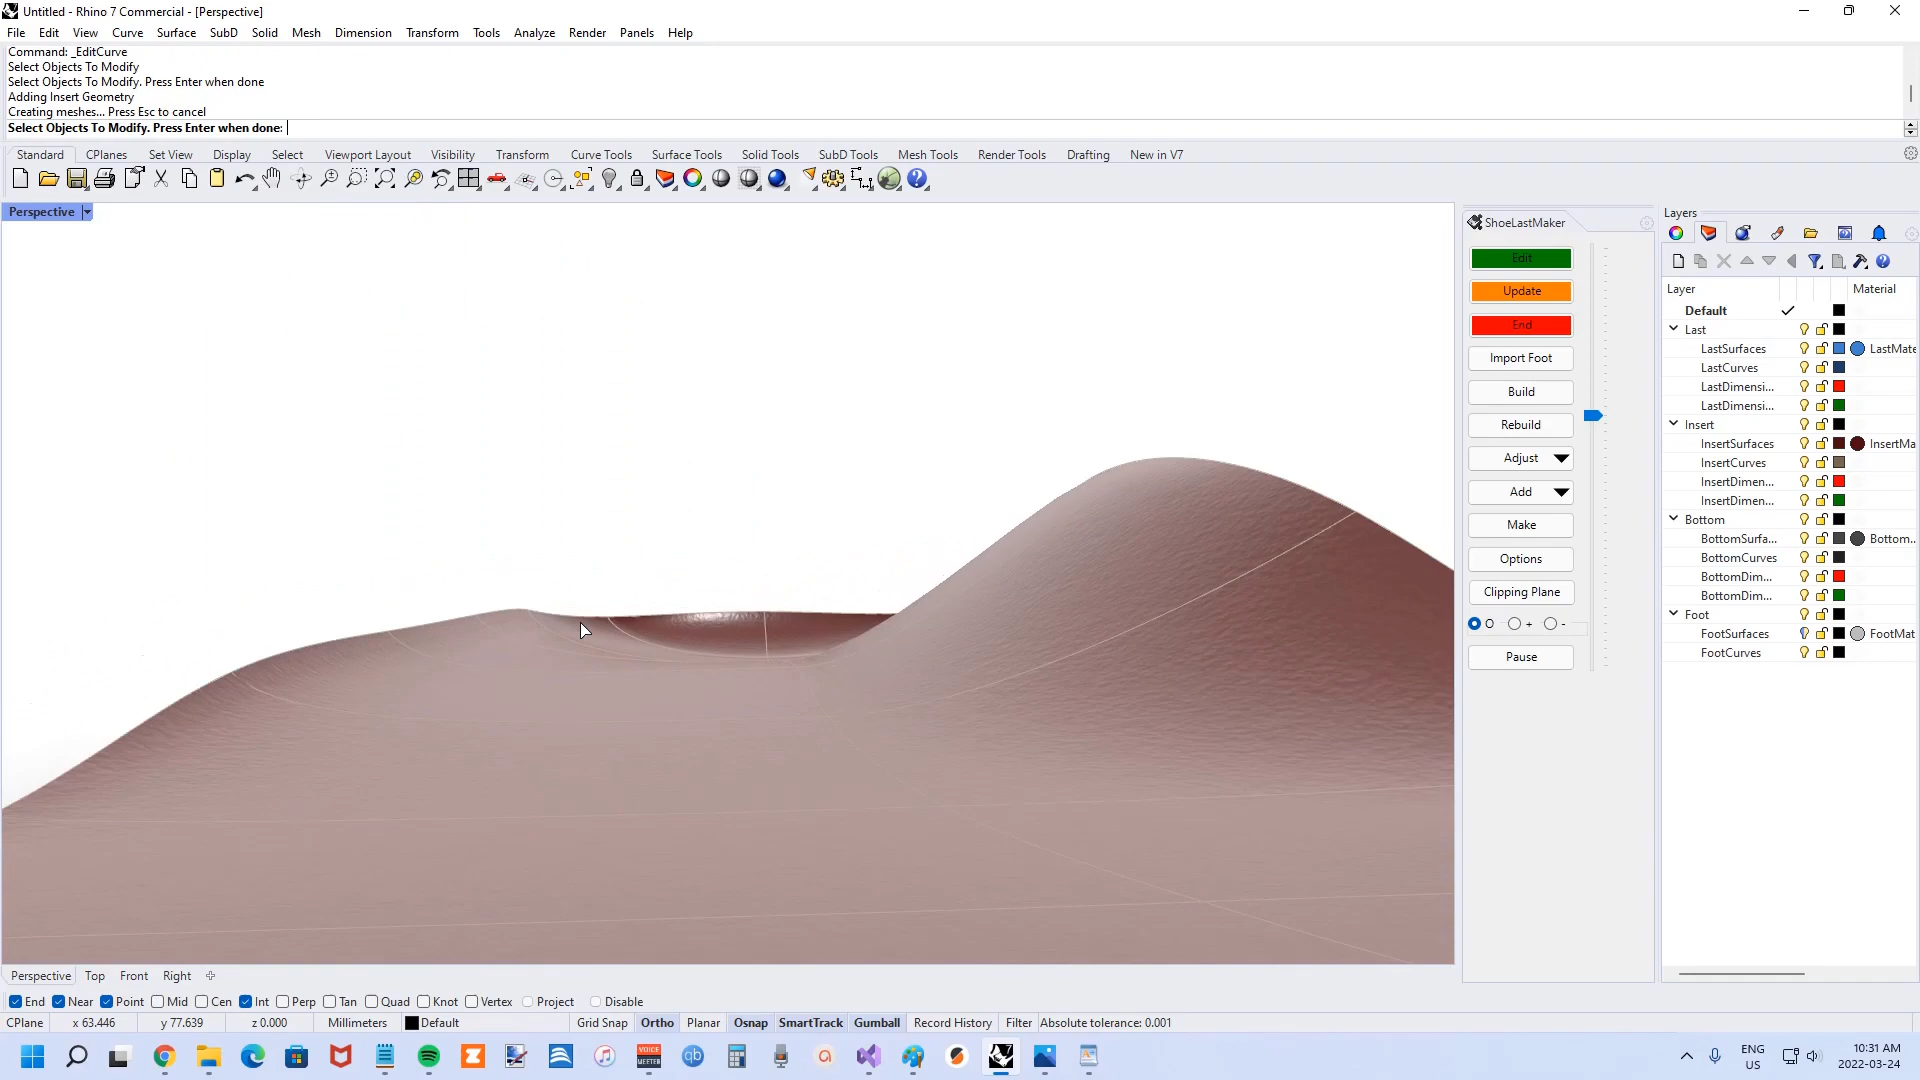 Untitled - Rhino 7 Commercial - [Perspective]
File Edit View Curve Surface SubD Solid Mesh Dimension Transform Tools Analyze Render Panels Help
Command: _EditCurve
Select Objects To Modify
Select Objects To Modify. Press Enter when done
Adding Insert Geometry
Creating meshes... Press Esc to cancel
Select Objects To Modify. Press Enter when done:
Standard CPlanes Set View Display Select Viewport Layout Visibility Transform Curve Tools Surface Tools Solid Tools SubD Tools Mesh Tools Render Tools Drafting New in V7
Perspective
ShoeLastMaker
Edit
Update
End
Import Foot
Build
Rebuild
Adjust
Add
Make
Options
Clipping Plane
O + -
Pause
Layers
Layer Material
Default
Last
LastSurfaces LastMate
LastCurves
LastDimensi...
LastDimensi...
Insert
InsertSurfaces InsertMa
InsertCurves
InsertDimen...
InsertDimen...
Bottom
BottomSurfa... Bottom...
BottomCurves
BottomDim...
BottomDim...
Foot
FootSurfaces FootMat
FootCurves
Perspective Top Front Right
End Near Point Mid Cen Int Perp Tan Quad Knot Vertex Project Disable
CPlane x 63.446 y 77.639 z 0.000 Millimeters Default Grid Snap Ortho Planar Osnap SmartTrack Gumball Record History Filter Absolute tolerance: 0.001
VOICE
MEETER
qb
ENG
US
10:31 AM
2022-03-24